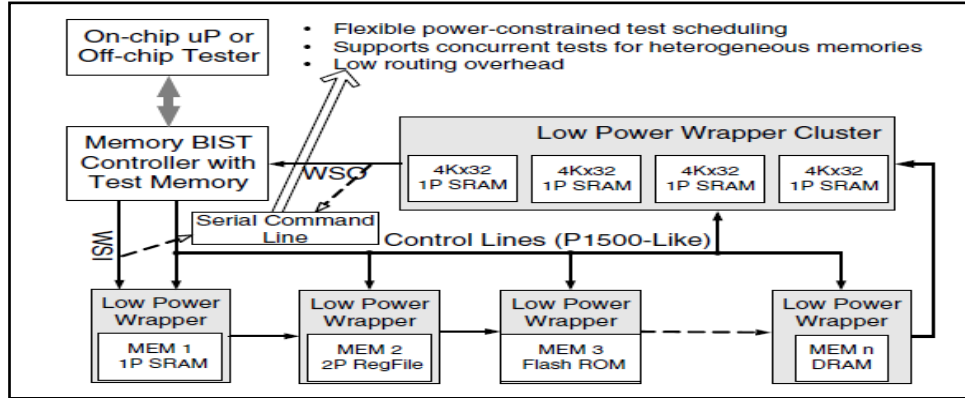 On-chip uP or
Off-chip Tester
• Flexible power-constrained test scheduling
• Supports concurrent tests for heterogeneous memories
• Low routing overhead
Memory BIST
Controller with
Test Memory
Low Power Wrapper Cluster
4Kx32
1P SRAM
4Kx32
1P SRAM
4Kx32
1P SRAM
4Kx32
1P SRAM
WSO
Serial Command
Line
WSI
Control Lines (P1500-Like)
Low Power
Wrapper
MEM 1
1P SRAM
Low Power
Wrapper
MEM 2
2P RegFile
Low Power
Wrapper
MEM 3
Flash ROM
Low Power
Wrapper
MEM n
DRAM